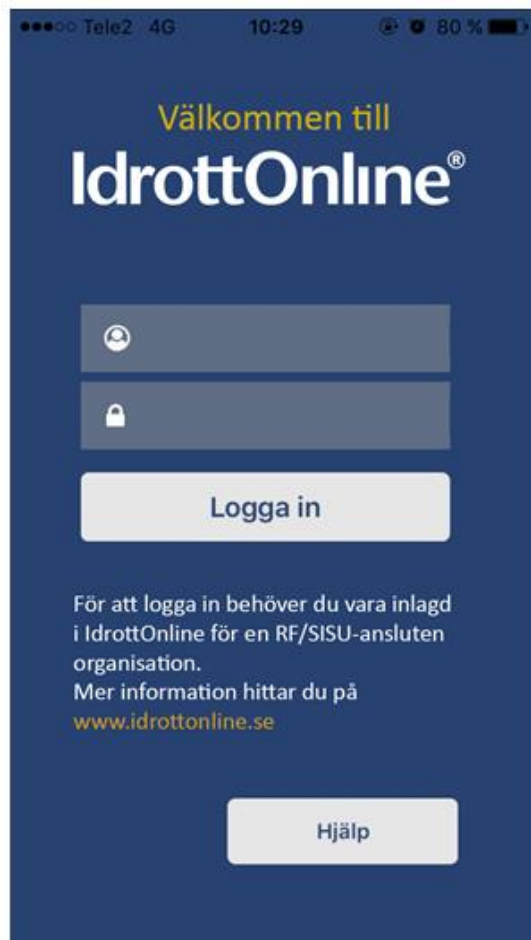 Tele2 4G 10:29 80 %
Välkommen till
IdrottOnline®
Logga in
För att logga in behöver du vara inlagd
i IdrottOnline för en RF/SISU-ansluten
organisation.
Mer information hittar du på
www.idrottonline.se
Hjälp